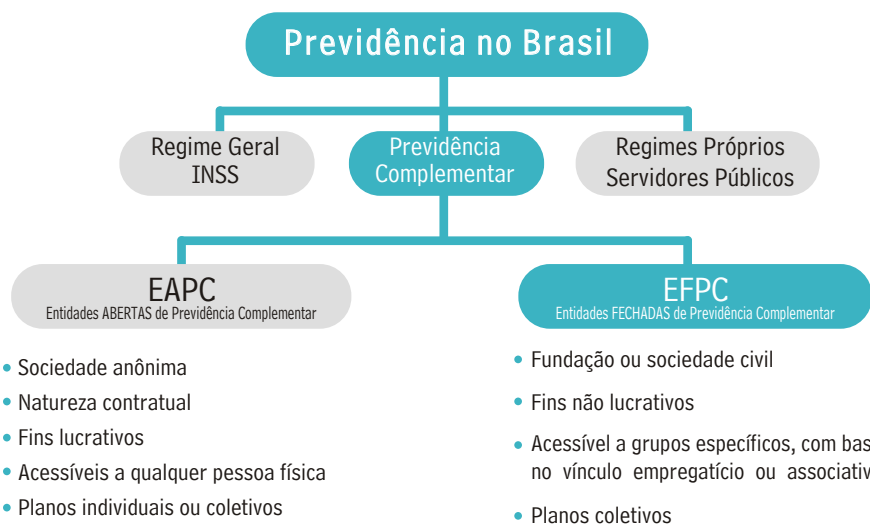 Previdência no Brasil
Regime Geral
INSS
Previdência
Complementar
Regimes Próprios
Servidores Públicos
EAPC
Entidades ABERTAS de Previdência Complementar
• Sociedade anônima
• Natureza contratual
• Fins lucrativos
• Acessíveis a qualquer pessoa física
• Planos individuais ou coletivos
EFPC
Entidades FECHADAS de Previdência Complementar
• Fundação ou sociedade civil
• Fins não lucrativos
• Acessível a grupos específicos, com bas
no vínculo empregatício ou associativ
• Planos coletivos